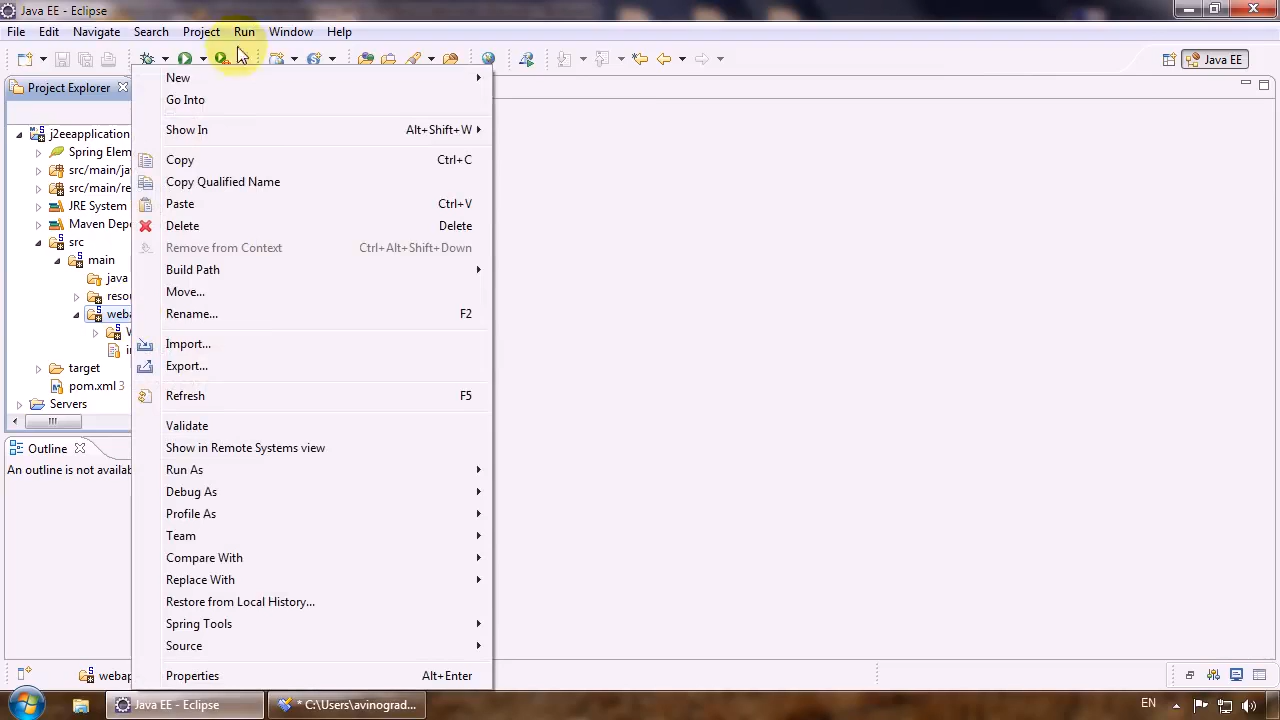 Java EE - Eclipse
File Edit Navigate Search Project Run Window Help
Java EE
Project Explorer
j2eeapplication
Spring Elem
src/main/ja
src/main/re
JRE System
Maven Depe
src
main
java
resou
weba
target
pom.xml 3
Servers
Outline
An outline is not availa
New
Go Into
Show In Alt+Shift+W
Copy Ctrl+C
Copy Qualified Name
Paste Ctrl+V
Delete Delete
Remove from Context Ctrl+Alt+Shift+Down
Build Path
Move...
Rename... F2
Import...
Export...
Refresh F5
Validate
Show in Remote Systems view
Run As
Debug As
Profile As
Team
Compare With
Replace With
Restore from Local History...
Spring Tools
Source
Properties Alt+Enter
webap
Java EE - Eclipse
* C:\Users\avinograd...
EN